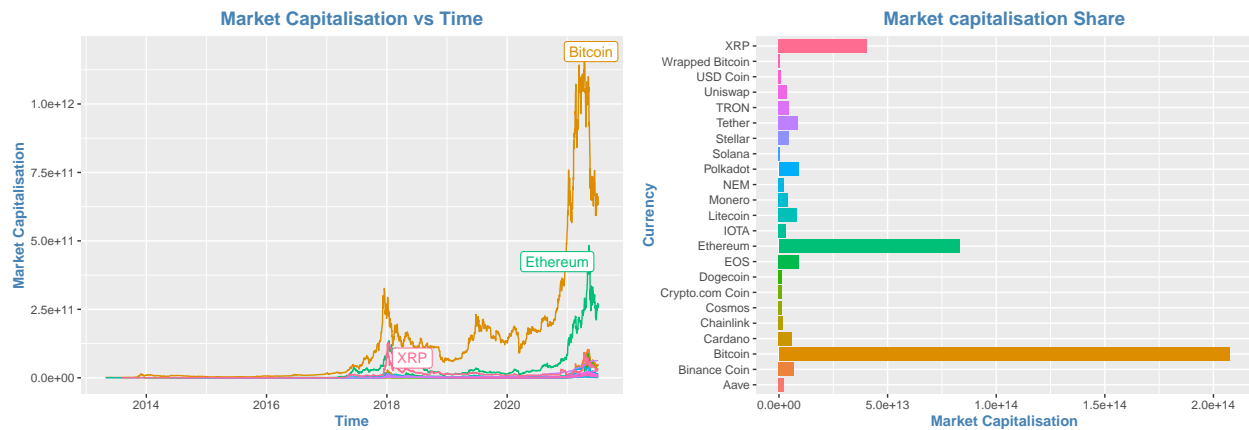 Market Capitalisation vs Time
Market Capitalisation
1.0e+12
7.5e+11
5.0e+11
2.5e+11
0.0e+00
Bitcoin
Ethereum
XRP
2014 2016 2018 2020
Time
Market capitalisation Share
Currency
XRP
Wrapped Bitcoin
USD Coin
Uniswap
TRON
Tether
Stellar
Solana
Polkadot
NEM
Monero
Litecoin
IOTA
Ethereum
EOS
Dogecoin
Crypto.com Coin
Cosmos
Chainlink
Cardano
Bitcoin
Binance Coin
Aave
0.0e+00 5.0e+13 1.0e+14 1.5e+14 2.0e+14
Market Capitalisation